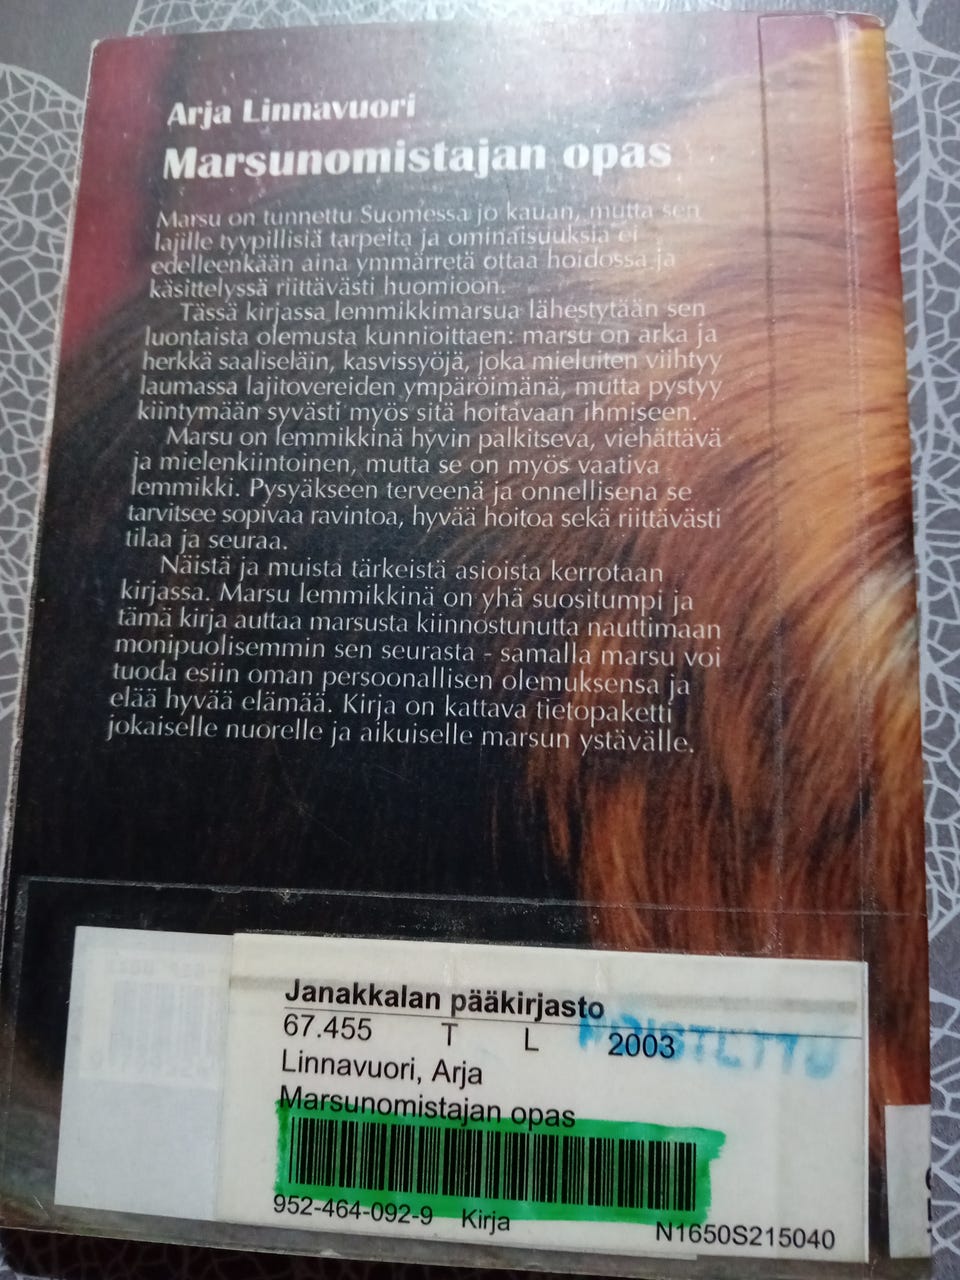 Arja Linnavuori
Marsunomistajan opas
Marsu on tunnettu Suomessa jo kauan, mutta sen
lajille tyypillisiä tarpeita ja ominaisuuksia ei
edelleenkään aina ymmärretä ottaa hoidossa ja
käsittelyssä riittävästi huomioon.
Tässä kirjassa lemmikkimarsua lähestytään sen
luontaista olemusta kunnioittaen: marsu on arka ja
herkkä saaliseläin, kasvissyöjä, joka mieluiten viihtyy
laumassa lajitovereiden ympäröimänä, mutta pystyy
kiintymään syvästi myös sitä hoitavaan ihmiseen.
Marsu on lemmikkinä hyvin palkitseva, viehättävä
ja mielenkiintoinen, mutta se on myös vaativa
lemmikki. Pysyäkseen terveenä ja onnellisena se
tarvitsee sopivaa ravintoa, hyvää hoitoa sekä riittävästi
tilaa ja seuraa.
Näistä ja muista tärkeistä asioista kerrotaan
kirjassa. Marsu lemmikkinä on yhä suositumpi ja
tämä kirja auttaa marsusta kiinnostunutta nauttimaan
monipuolisemmin sen seurasta - samalla marsu voi
tuoda esiin oman persoonallisen olemuksensa ja
elää hyvää elämää. Kirja on kattava tietopaketti
jokaiselle nuorelle ja aikuiselle marsun ystävälle.
Janakkalan pääkirjasto
67.455 T L 2003
POISTETTU
Linnavuori, Arja
Marsunomistajan opas
952-464-092-9 Kirja N1650S215040